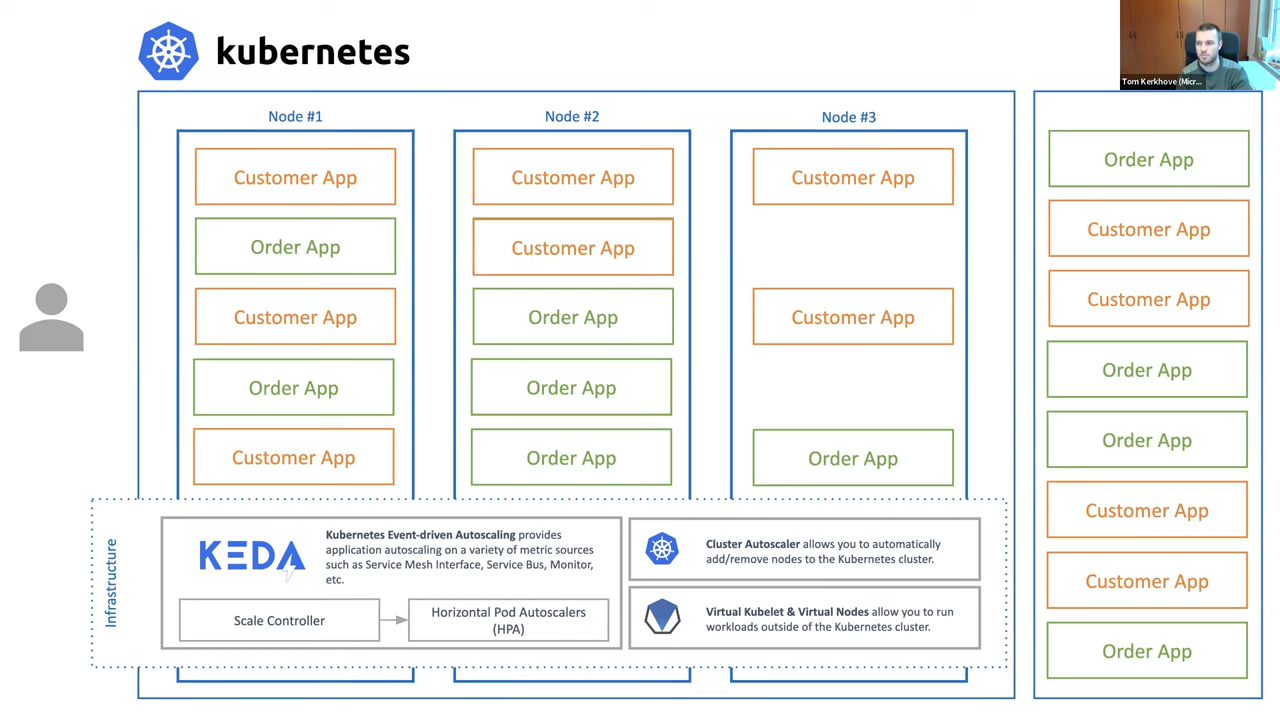 kubernetes
Tom Kerkhove (Micr...
Node #1
Node #2
Node #3
Customer App
Order App
Customer App
Order App
Customer App
Customer App
Customer App
Order App
Order App
Order App
Customer App
Customer App
Order App
Order App
Customer App
Customer App
Order App
Order App
Customer App
Customer App
Order App
Infrastructure
KEDA
Kubernetes Event-driven Autoscaling provides
application autoscaling on a variety of metric sources
such as Service Mesh Interface, Service Bus, Monitor,
etc.
Scale Controller
Horizontal Pod Autoscalers
(HPA)
Cluster Autoscaler allows you to automatically
add/remove nodes to the Kubernetes cluster.
Virtual Kubelet & Virtual Nodes allow you to run
workloads outside of the Kubernetes cluster.